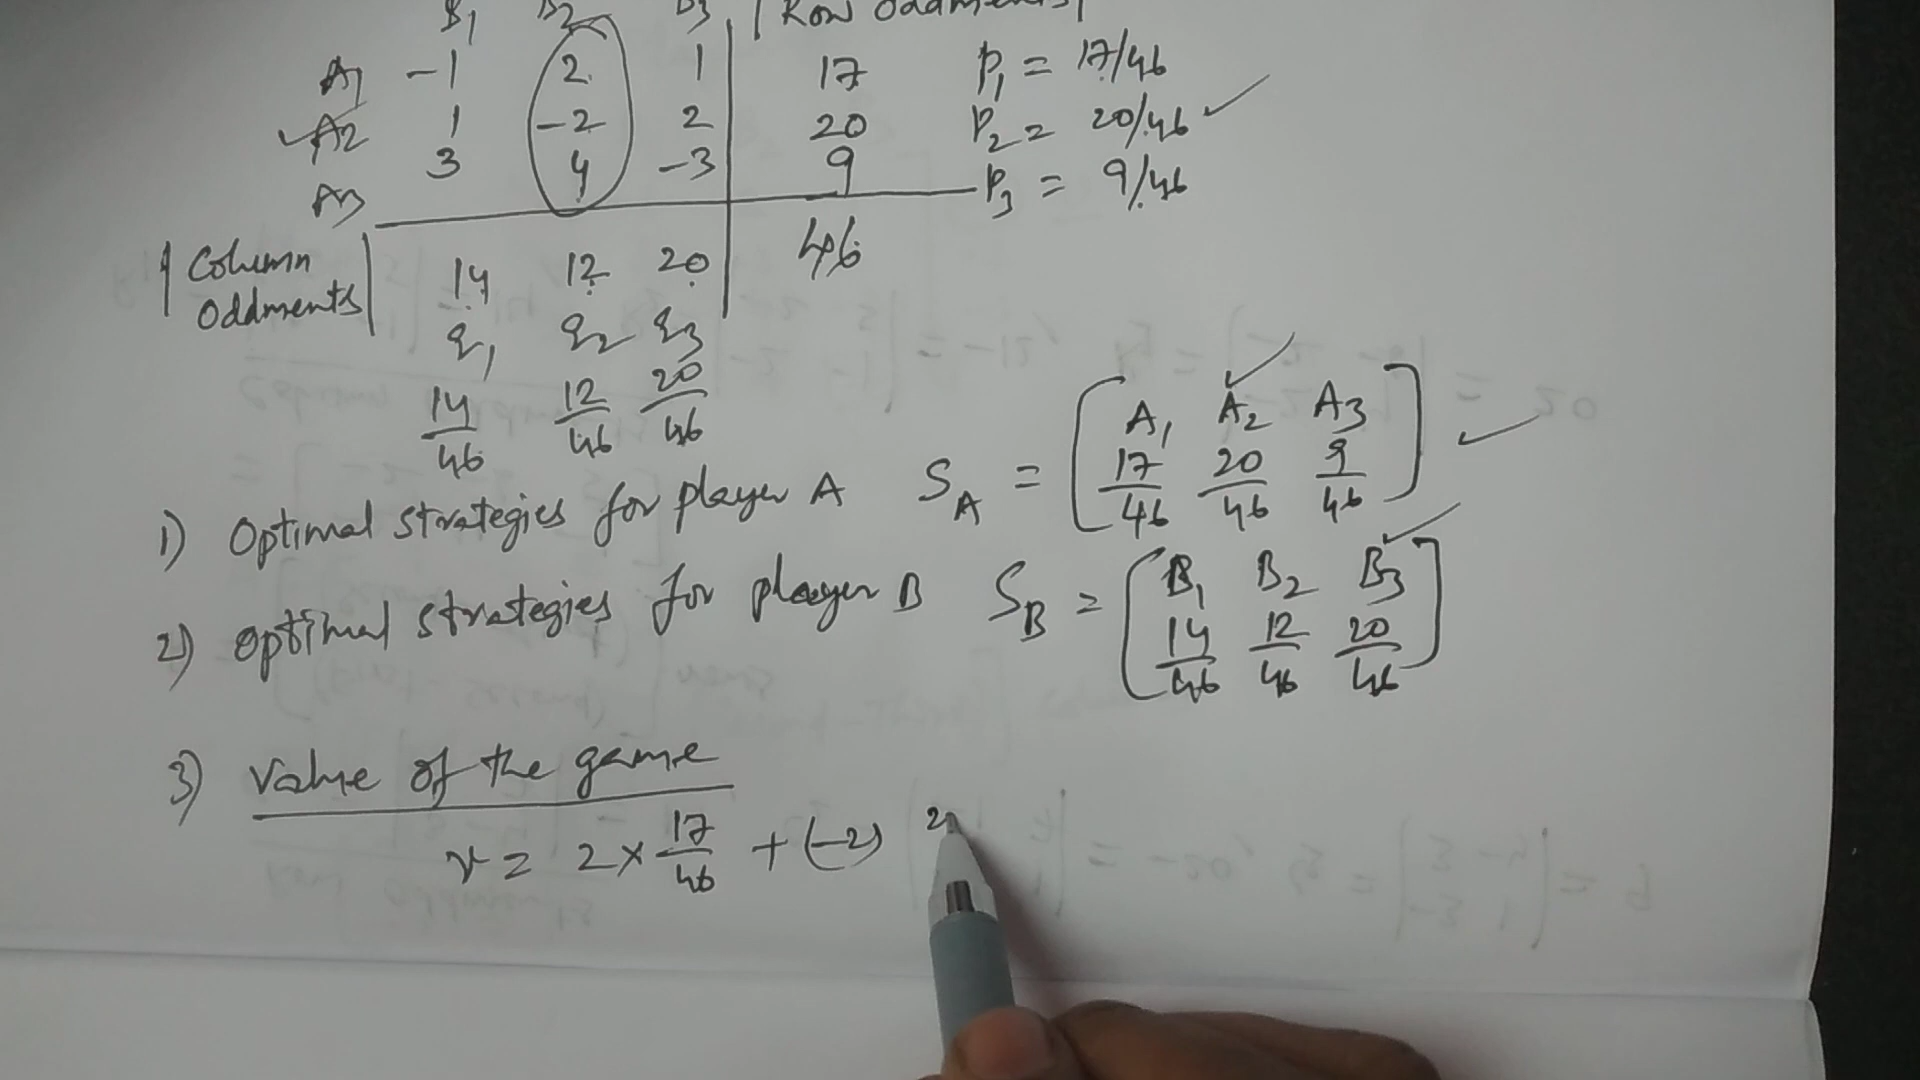 B1 B2 B3 | Row Oddments |
A1 -1 2 1 17 P1 = 17/46
A2 1 -2 2 20 P2 = 20/46
A3 3 4 -3 9 P3 = 9/46
| Column Oddments | 14 12 20 46
q1 q2 q3
14/46 12/46 20/46
1) Optimal strategies for player A SA = [A1 A2 A3 17/46 20/46 9/46]
2) optimal strategies for player B SB = [B1 B2 B3 14/46 12/46 20/46]
3) Value of the game
v = 2 × 17/46 + (-2) 2